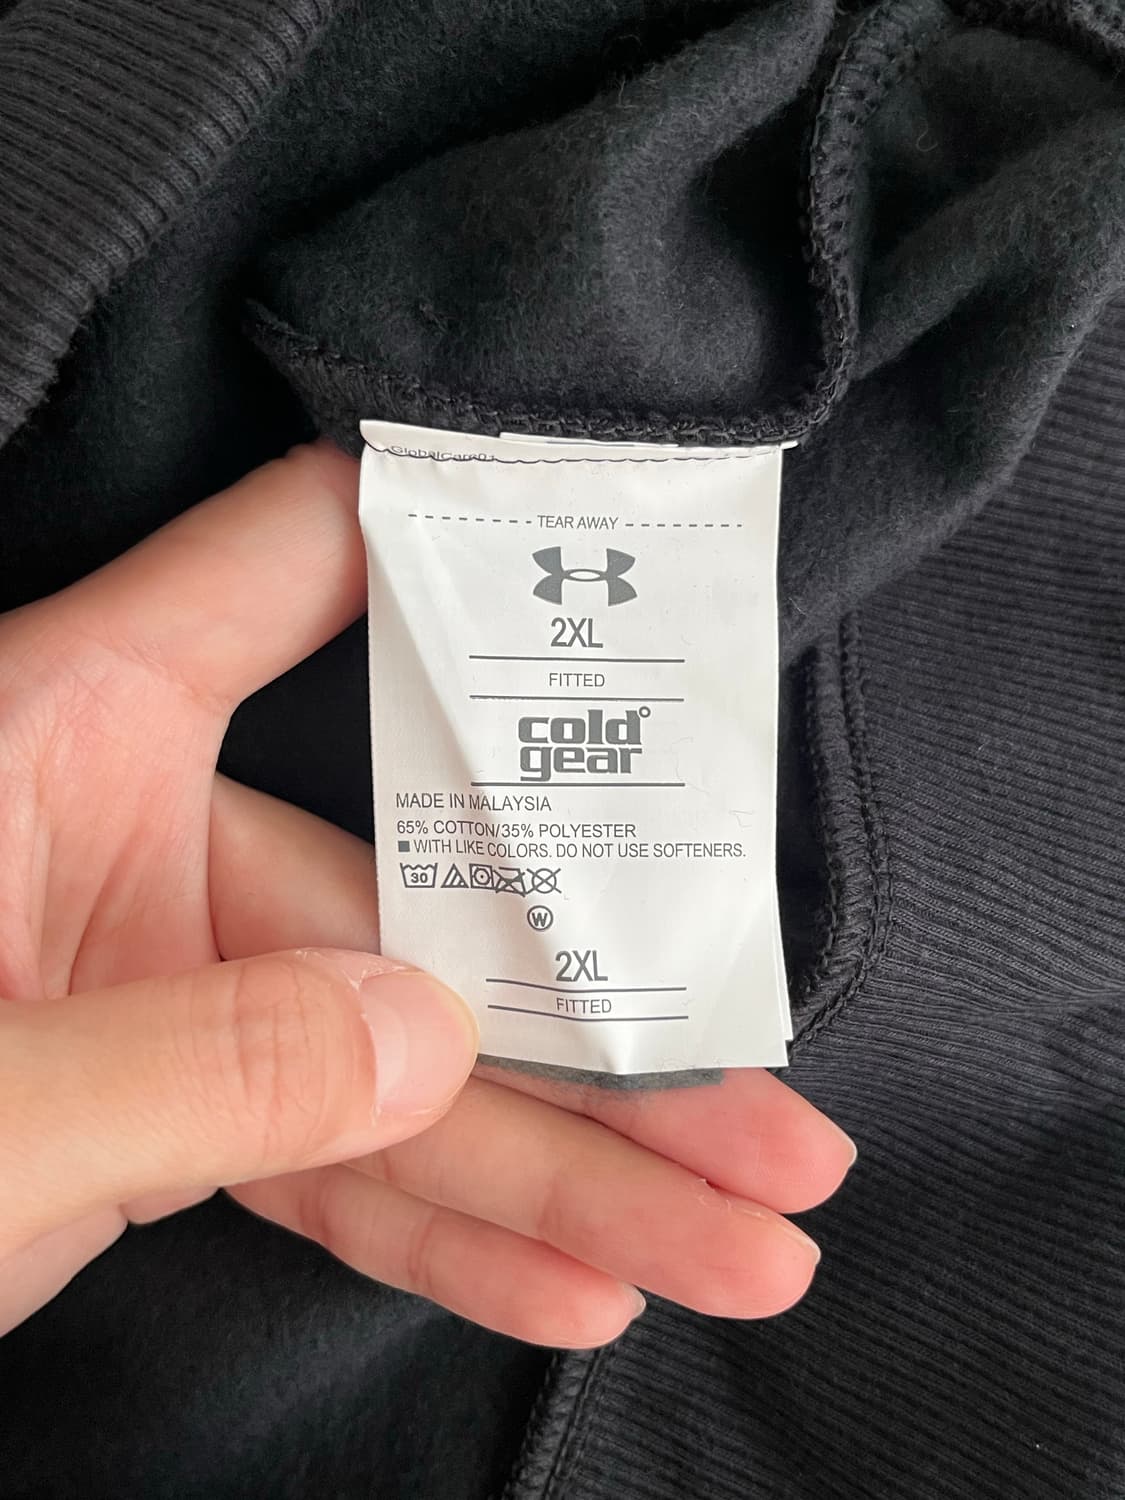 GlobalCare01
TEAR AWAY
2XL
FITTED
cold°
gear
MADE IN MALAYSIA
65% COTTON/35% POLYESTER
■ WITH LIKE COLORS. DO NOT USE SOFTENERS.
30
W
2XL
FITTED